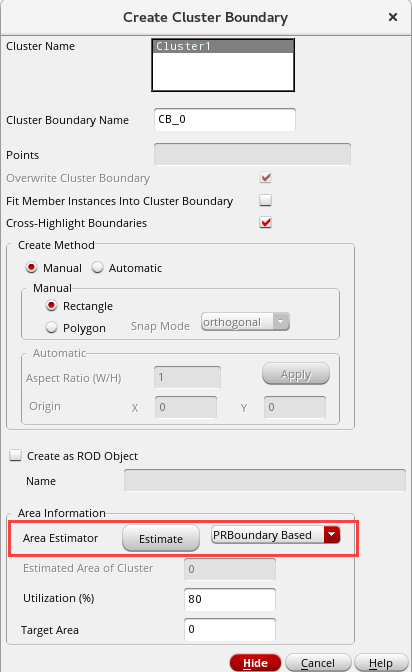 Create Cluster Boundary
Cluster Name
Cluster1
Cluster Boundary Name
CB_0
Points
Overwrite Cluster Boundary
Fit Member Instances Into Cluster Boundary
Cross-Highlight Boundaries
Create Method
Manual Automatic
Manual
Rectangle
Polygon Snap Mode orthogonal
Automatic
Aspect Ratio (W/H) 1 Apply
Origin X 0 Y 0
Create as ROD Object
Name
Area Information
Area Estimator Estimate PRBoundary Based
Estimated Area of Cluster 0
Utilization (%) 80
Target Area 0
Hide Cancel Help